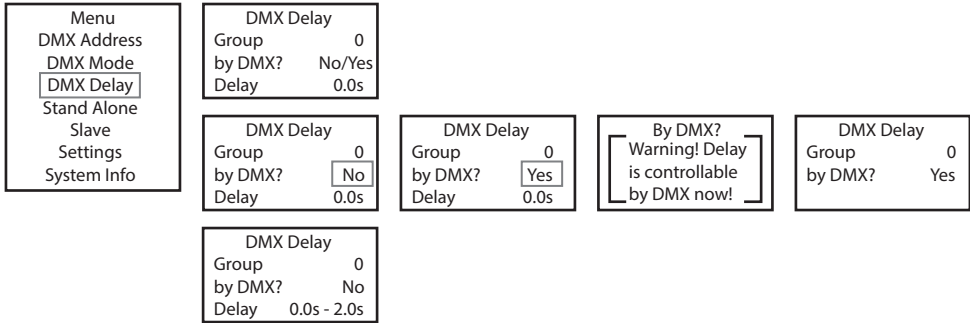 Menu
DMX Address
DMX Mode
DMX Delay
Stand Alone
Slave
Settings
System Info
DMX Delay
Group 0
by DMX? No/Yes
Delay 0.0s
DMX Delay
Group 0
by DMX? No
Delay 0.0s
DMX Delay
Group 0
by DMX? Yes
Delay 0.0s
By DMX?
Warning! Delay
is controllable
by DMX now!
DMX Delay
Group 0
by DMX? Yes
DMX Delay
Group 0
by DMX? No
Delay 0.0s - 2.0s